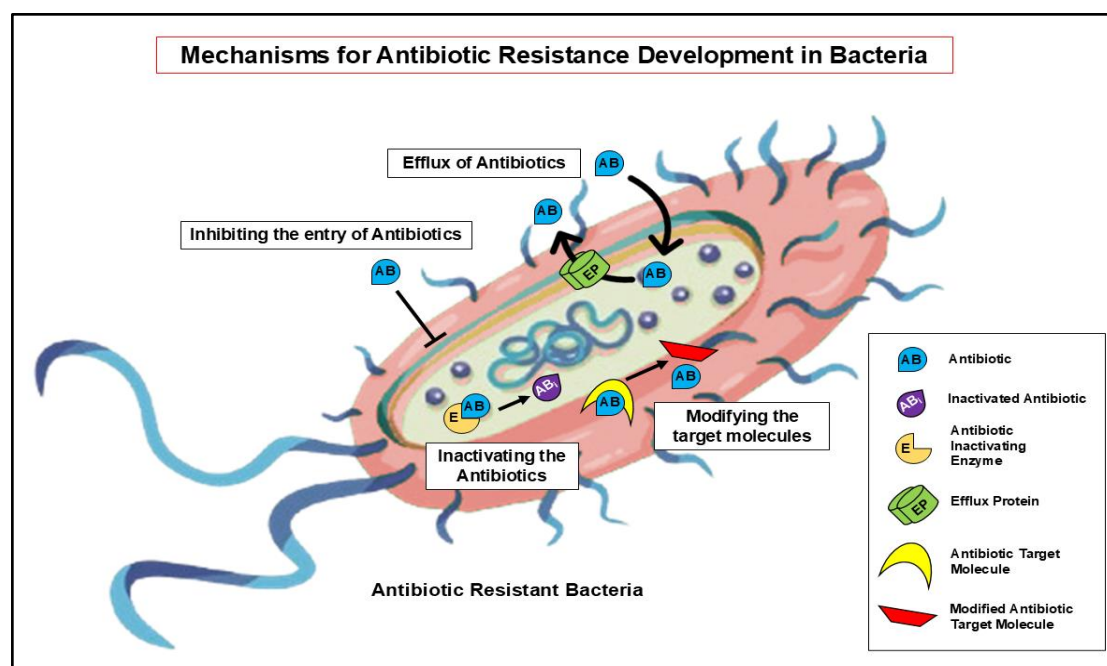 Mechanisms for Antibiotic Resistance Development in Bacteria
Efflux of Antibiotics
AB
AB
Inhibiting the entry of Antibiotics
AB
EP
AB
AB
E
AB
ABi
AB
Inactivating the
Antibiotics
Modifying the
target molecules
Antibiotic Resistant Bacteria
AB
Antibiotic
ABi
Inactivated Antibiotic
E
Antibiotic
Inactivating
Enzyme
EP
Efflux Protein
Antibiotic Target
Molecule
Modified Antibiotic
Target Molecule